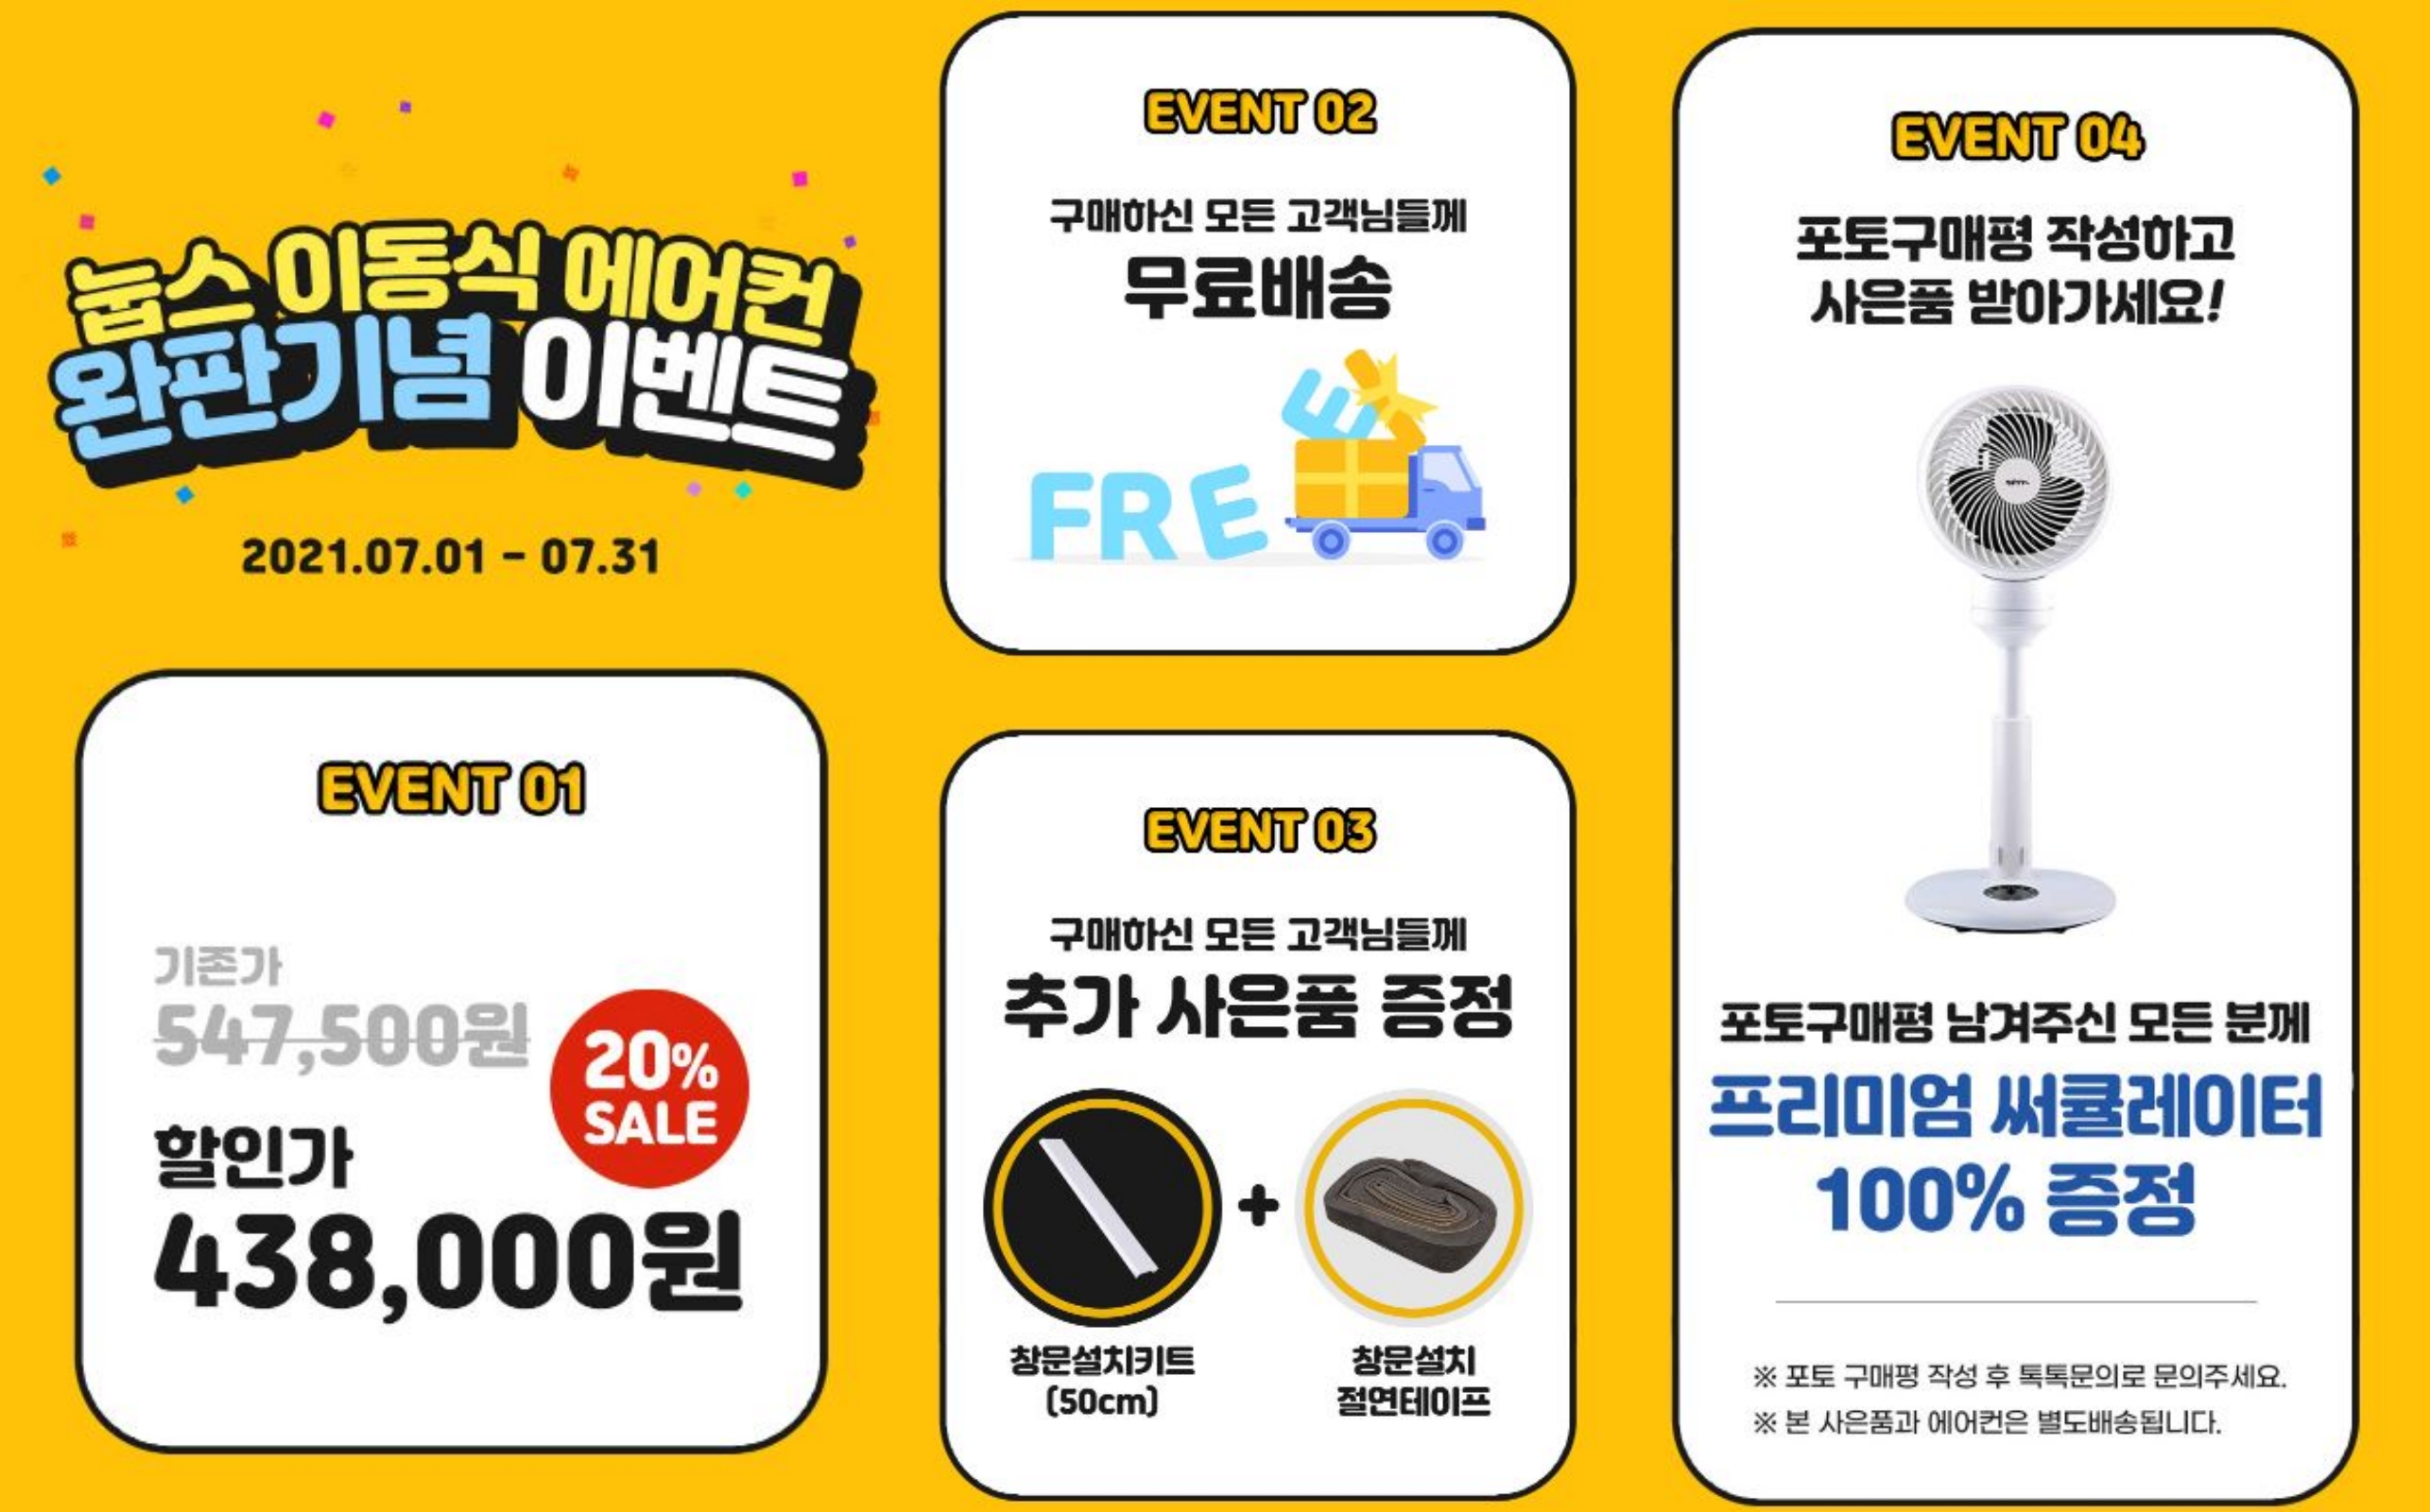 눕스 이동식 에어컨
완판기념 이벤트
2021.07.01 - 07.31
EVENT 01
기존가
547,500원
20%
SALE
할인가
438,000원
EVENT 02
구매하신 모든 고객님들께
무료배송
FREE
EVENT 03
구매하신 모든 고객님들께
추가 사은품 증정
+
창문설치키트
(50cm)
창문설치
절연테이프
EVENT 04
포토구매평 작성하고
사은품 받아가세요!
포토구매평 남겨주신 모든 분께
프리미엄 써큘레이터
100% 증정
※ 포토 구매평 작성 후 톡톡문의로 문의주세요.
※ 본 사은품과 에어컨은 별도배송됩니다.